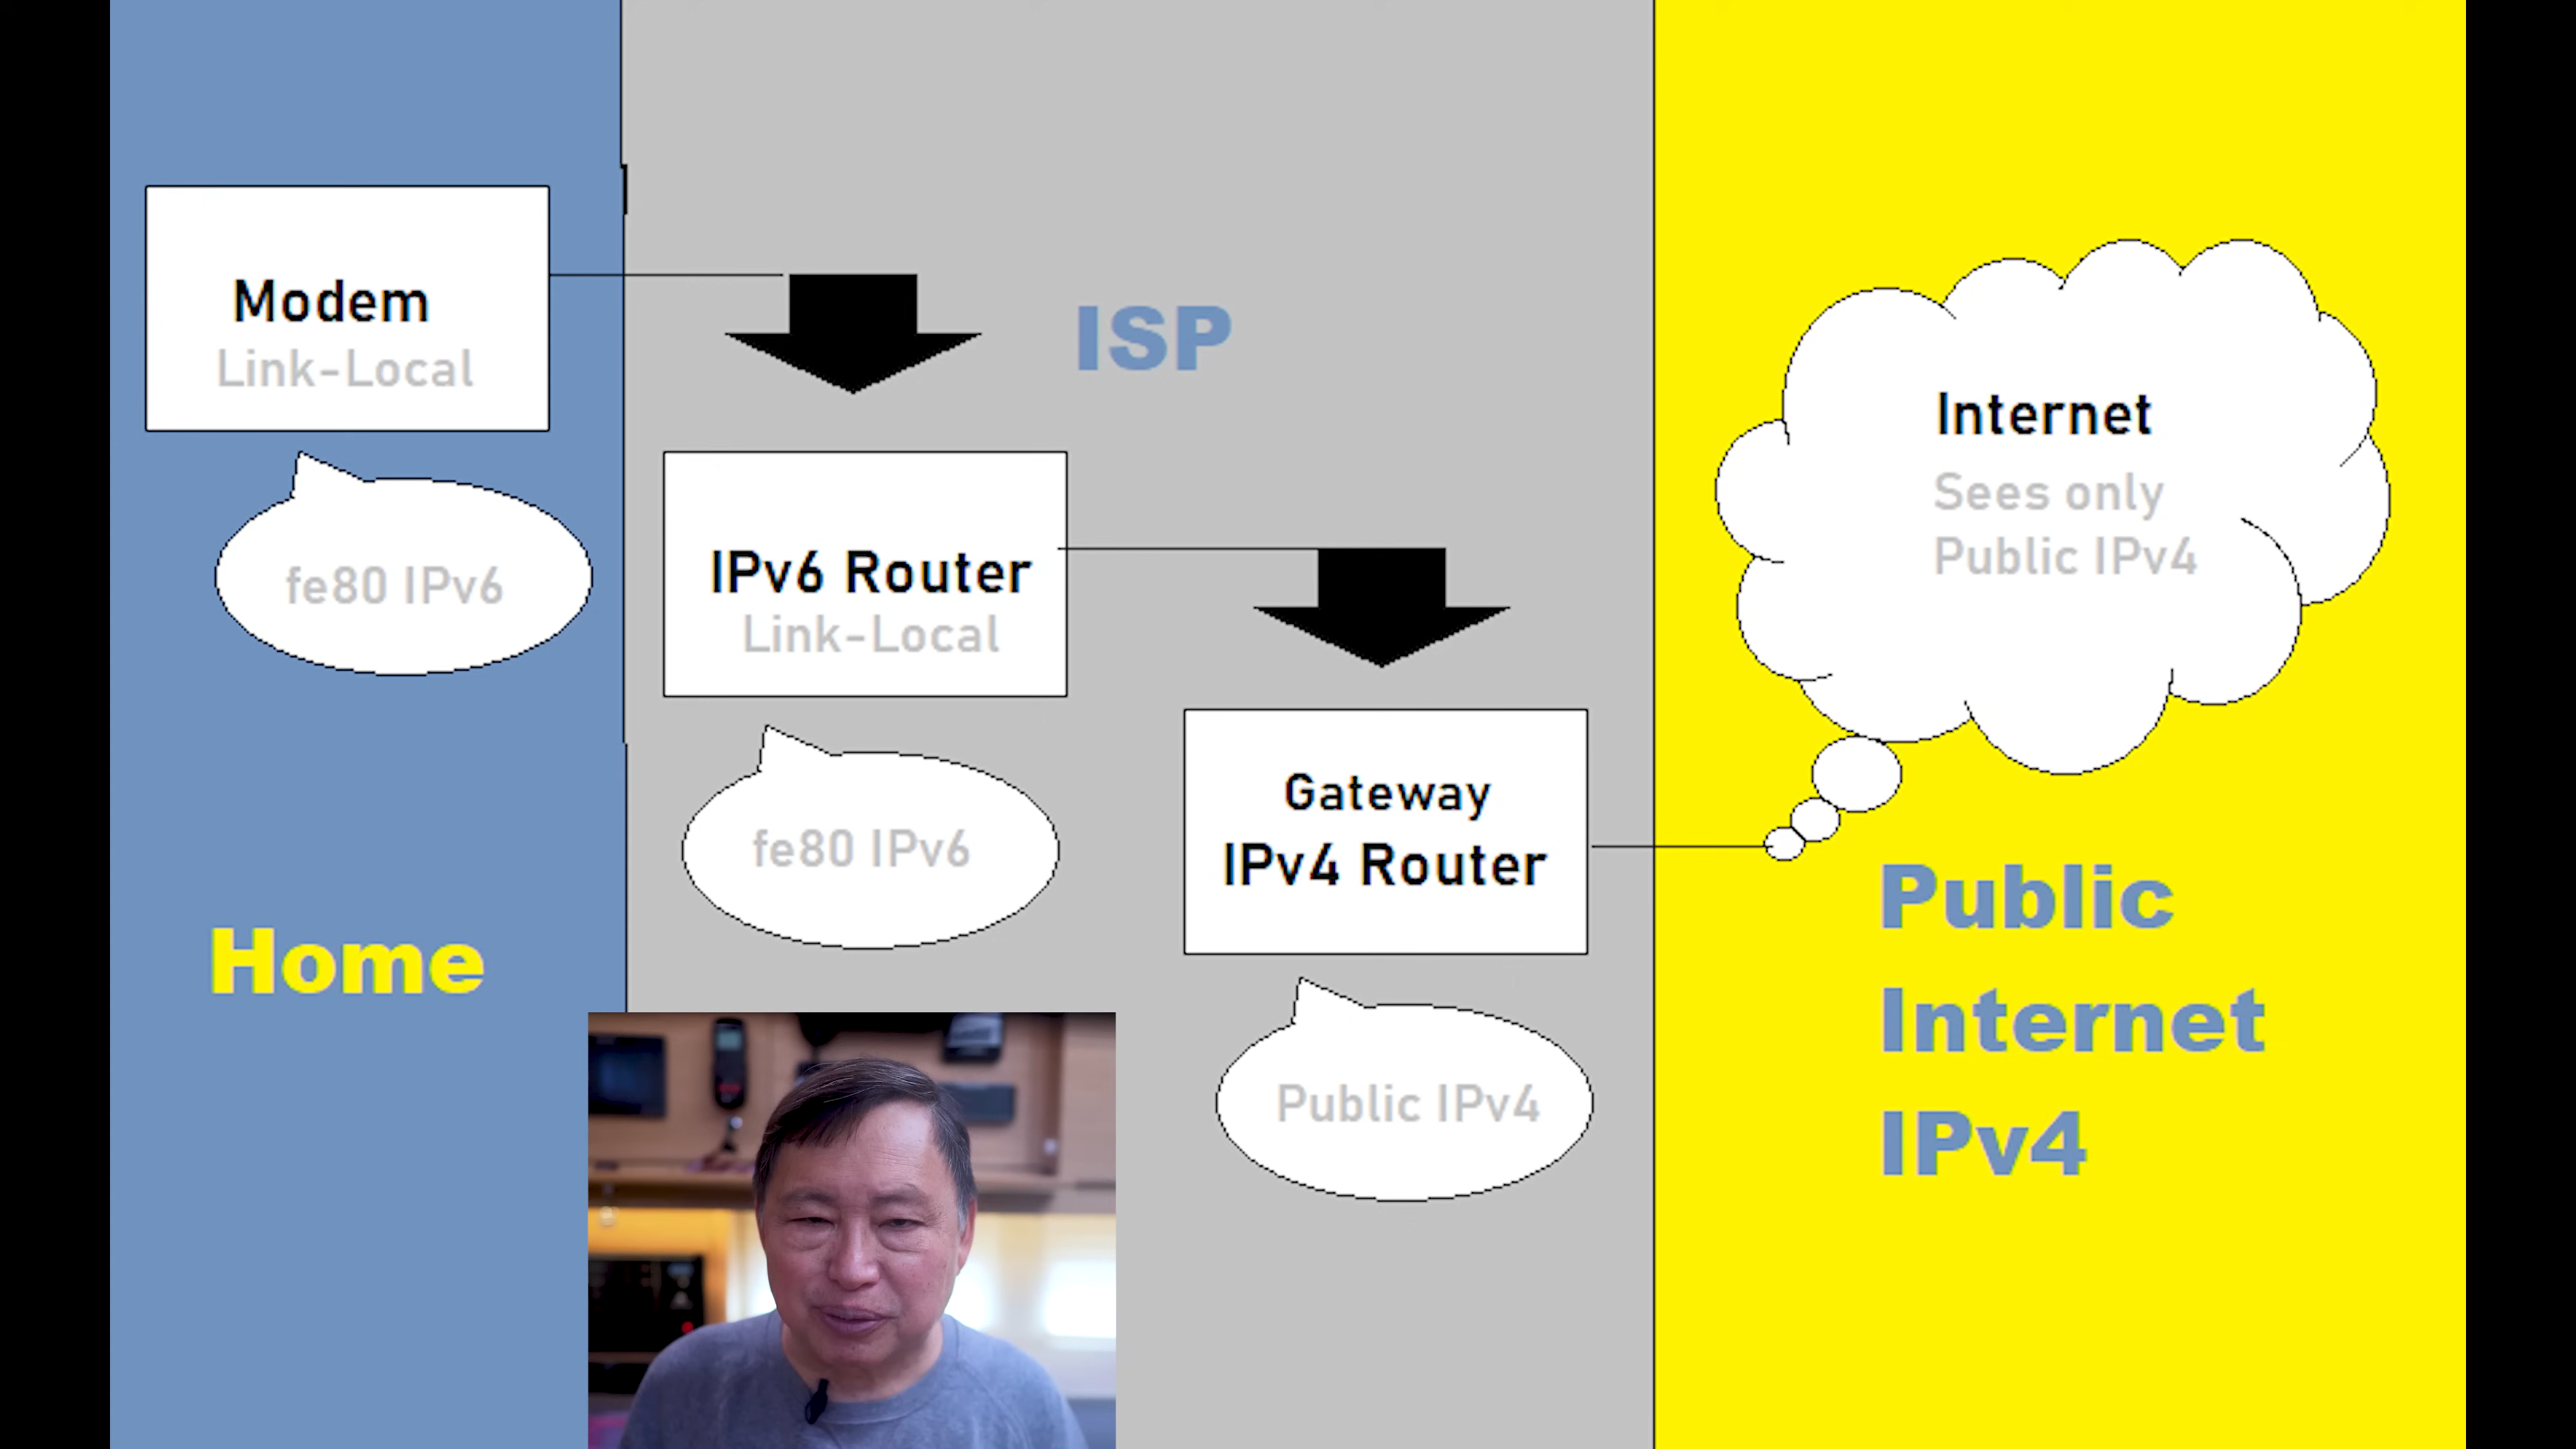 Modem
Link-Local
fe80 IPv6
Home
ISP
IPv6 Router
Link-Local
fe80 IPv6
Gateway
IPv4 Router
Public IPv4
Internet
Sees only
Public IPv4
Public
Internet
IPv4